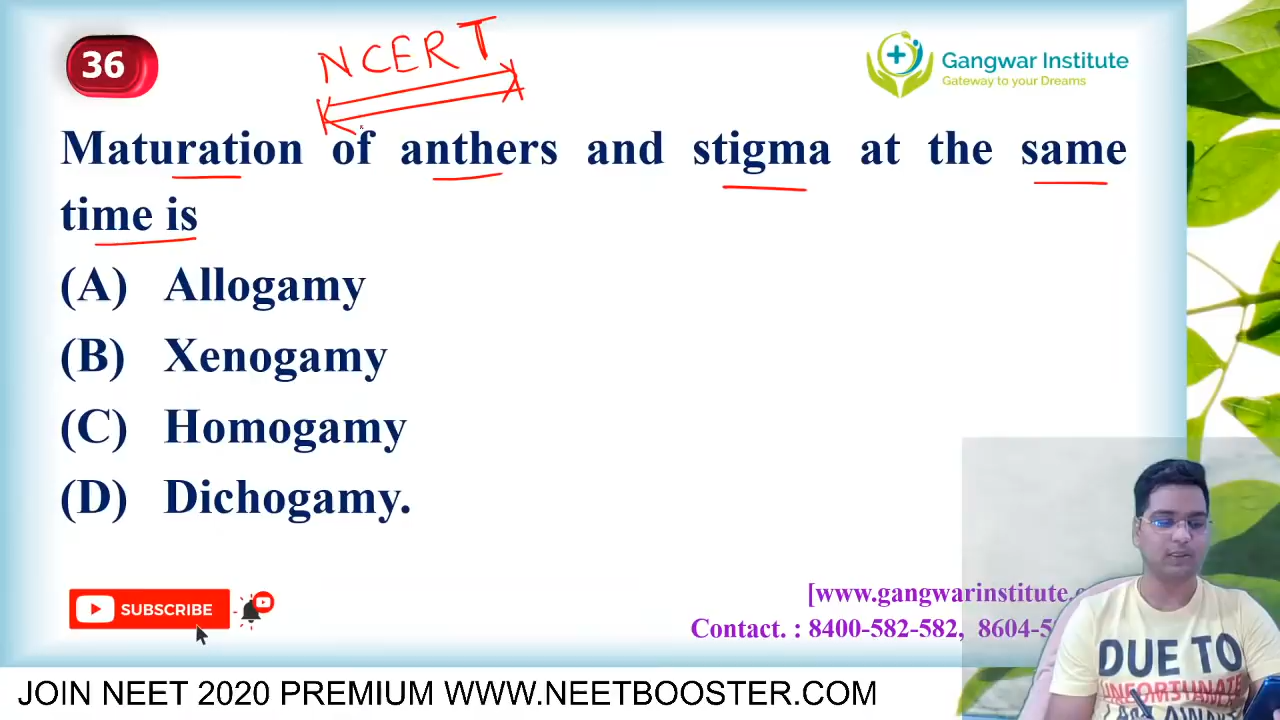 36
NCERT
Gangwar Institute
Gateway to your Dreams
Maturation of anthers and stigma at the same
time is
(A) Allogamy
(B) Xenogamy
(C) Homogamy
(D) Dichogamy.
SUBSCRIBE
[www.gangwarinstitute.
Contact. : 8400-582-582, 8604-5
DUE TO
UNFORTUNATE
JOIN NEET 2020 PREMIUM WWW.NEETBOOSTER.COM